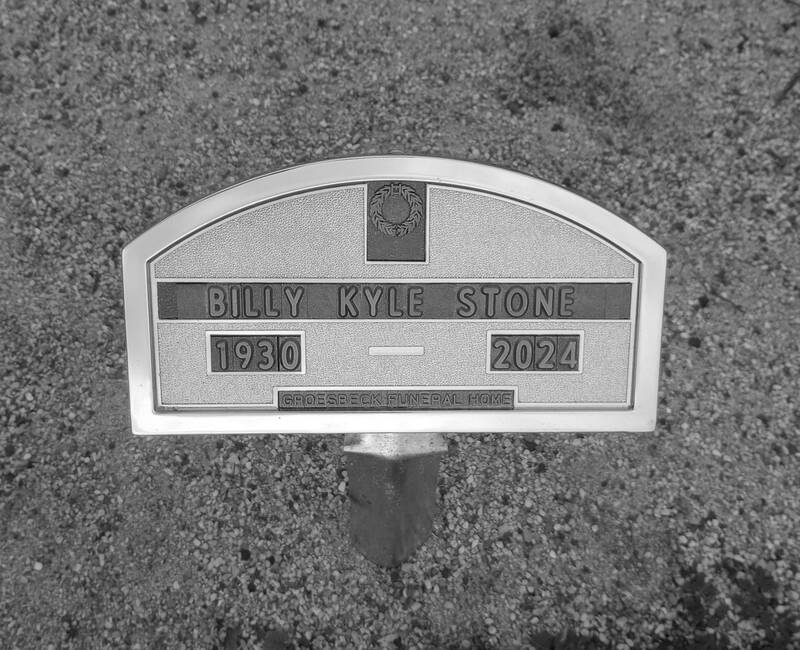 BILLY KYLE STONE
1930 — 2024
GROESBECK FUNERAL HOME